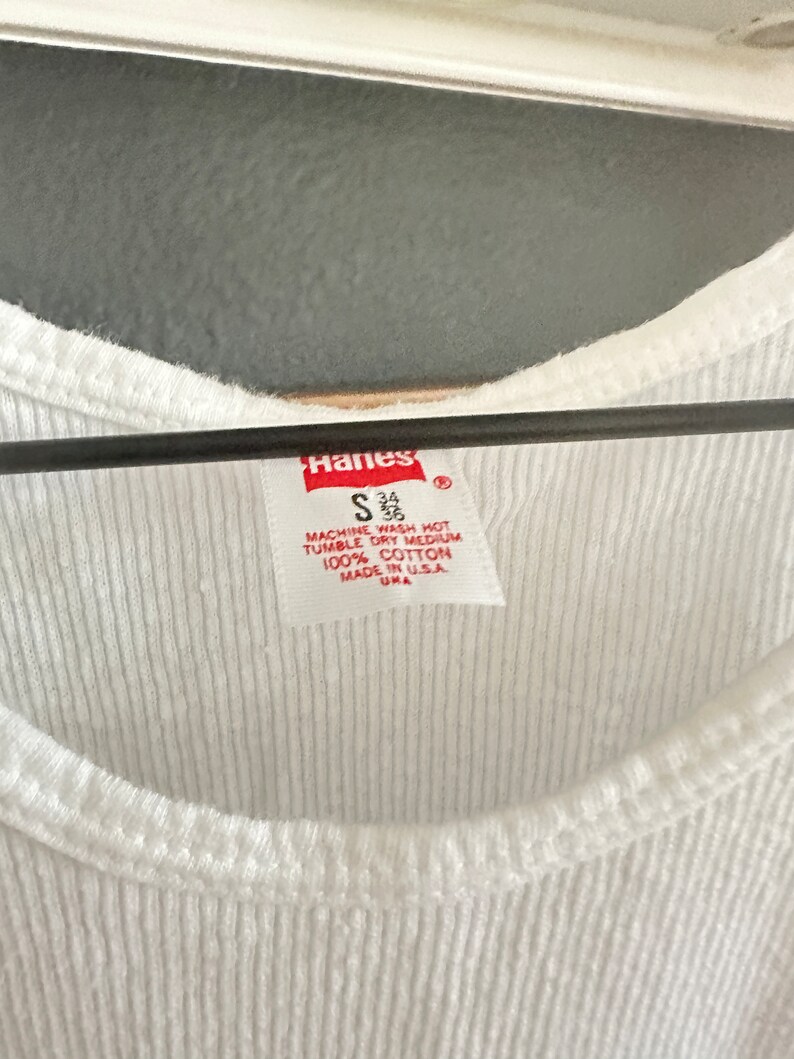 Hanes ®
S 34
36
MACHINE WASH HOT
TUMBLE DRY MEDIUM
100% COTTON
MADE IN U.S.A.